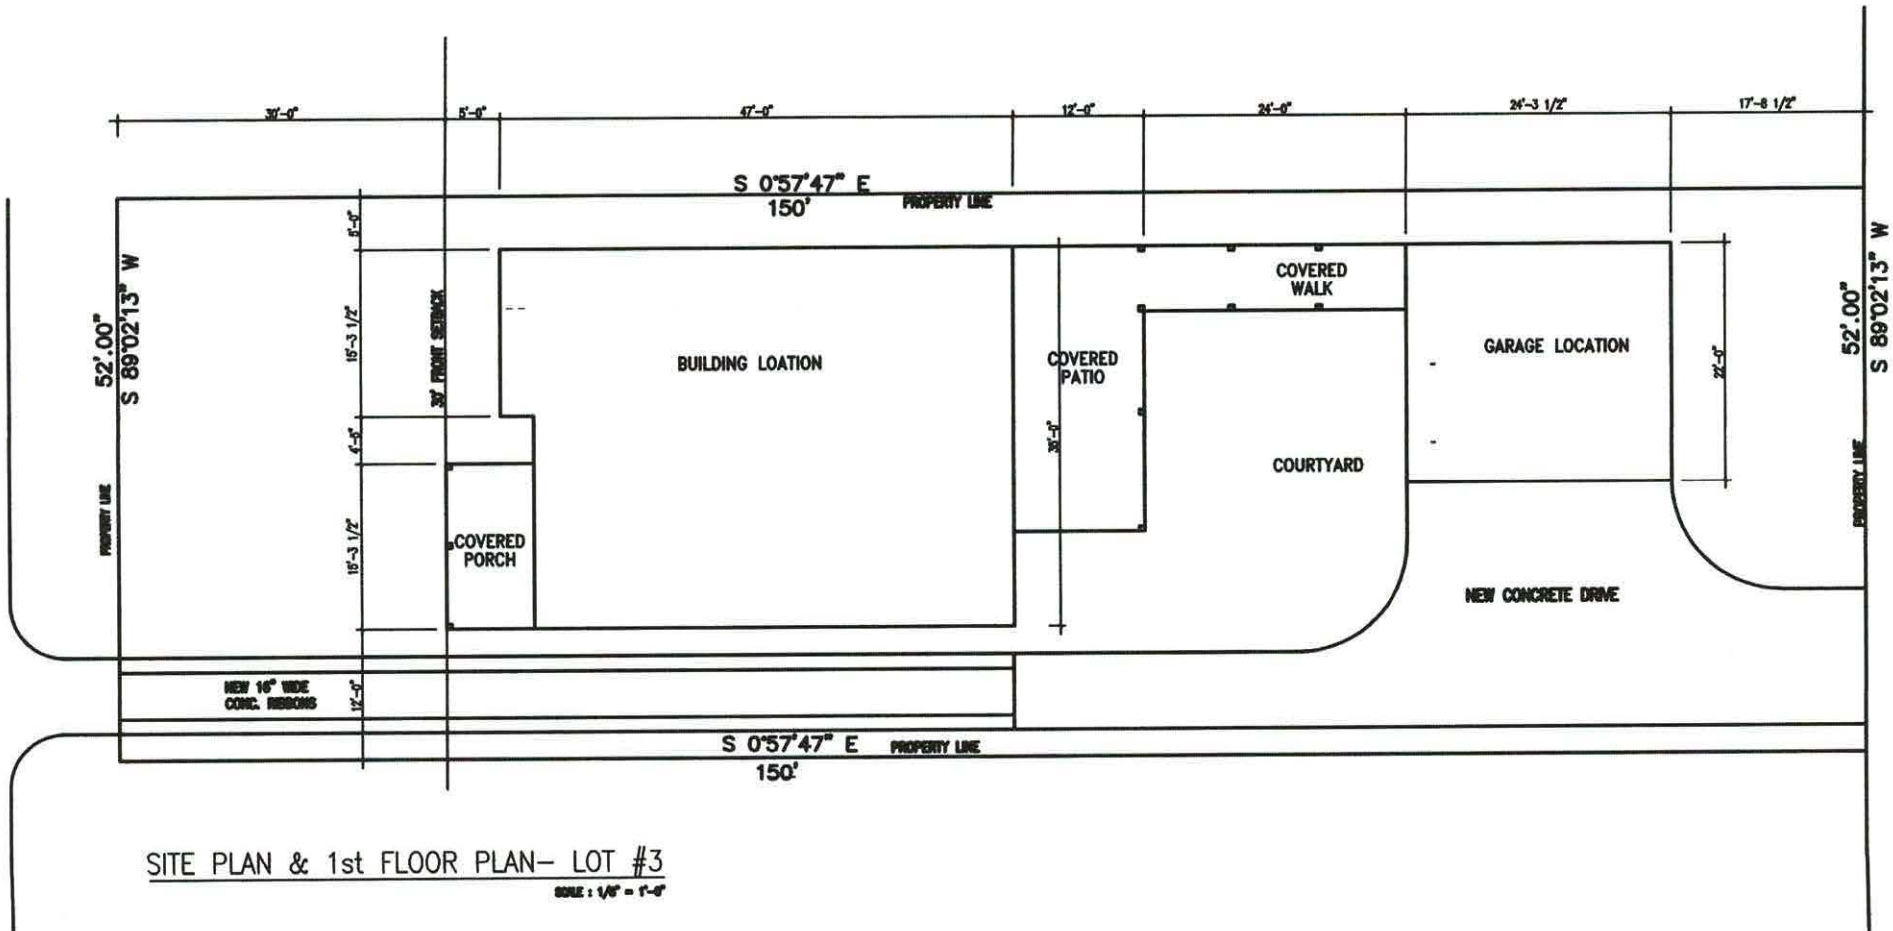 30'-0"
5'-0"
47'-0"
12'-0"
24'-0"
24'-3 1/2"
17'-8 1/2"
S 0°57'47" E
150'
PROPERTY LINE
52'.00"
S 89°02'13" W
PROPERTY LINE
5'-0"
15'-3 1/2"
4'-5"
15'-3 1/2"
12'-0"
30' FRONT SETBACK
BUILDING LOATION
COVERED
PORCH
COVERED
PATIO
35'-0"
COVERED
WALK
COURTYARD
GARAGE LOCATION
22'-0"
52'.00"
S 89°02'13" W
PROPERTY LINE
NEW CONCRETE DRIVE
NEW 16" WIDE
CONC. RIBBONS
S 0°57'47" E
PROPERTY LINE
150'
SITE PLAN & 1st FLOOR PLAN- LOT #3
SCALE : 1/8" = 1'-0"